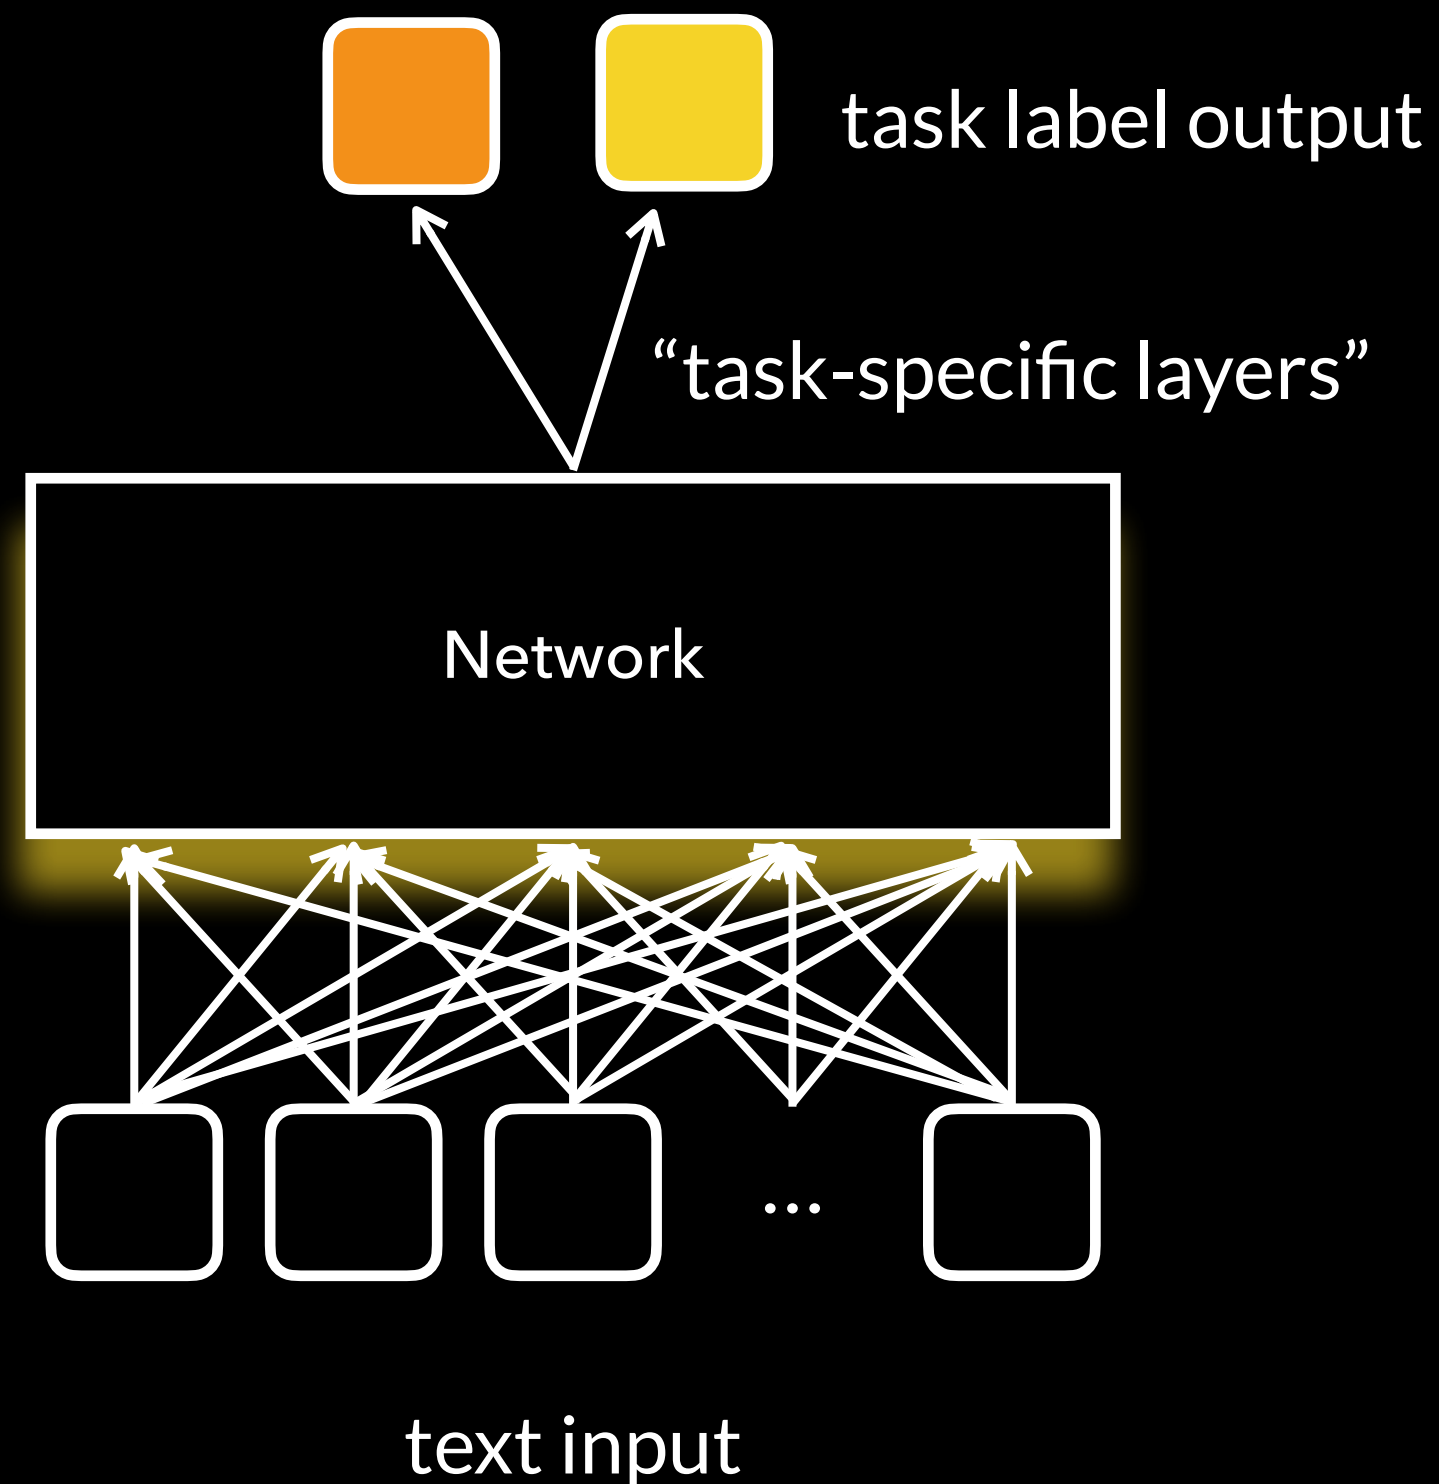 task label output
“task-specific layers”
Network
...
text input